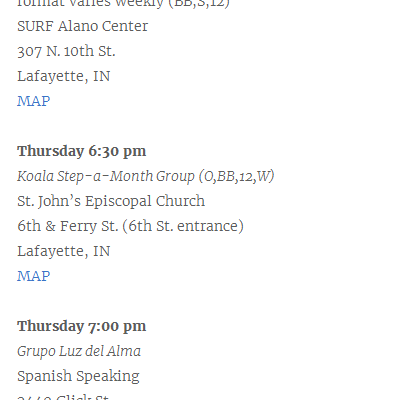 format varies weekly (BB,S,12)
SURF Alano Center
307 N. 10th St.
Lafayette, IN
MAP
Thursday 6:30 pm
Koala Step-a-Month Group (O,BB,12,W)
St. John’s Episcopal Church
6th & Ferry St. (6th St. entrance)
Lafayette, IN
MAP
Thursday 7:00 pm
Grupo Luz del Alma
Spanish Speaking